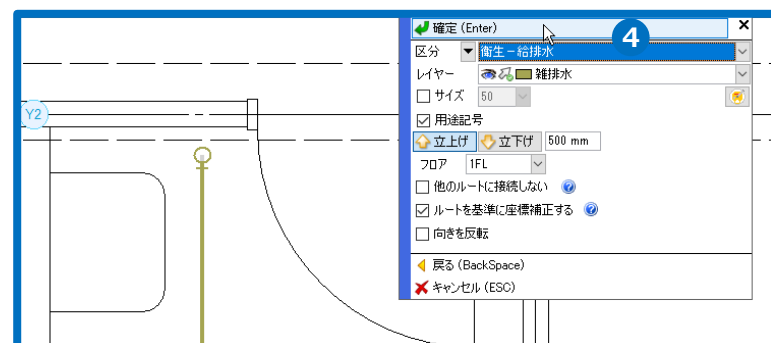 確定 (Enter)
4
区分 衛生－給排水
レイヤー 雑排水
サイズ 50
用途記号
立上げ 立下げ 500 mm
フロア 1FL
他のルートに接続しない
ルートを基準に座標補正する
向きを反転
戻る (BackSpace)
キャンセル (ESC)
Y2